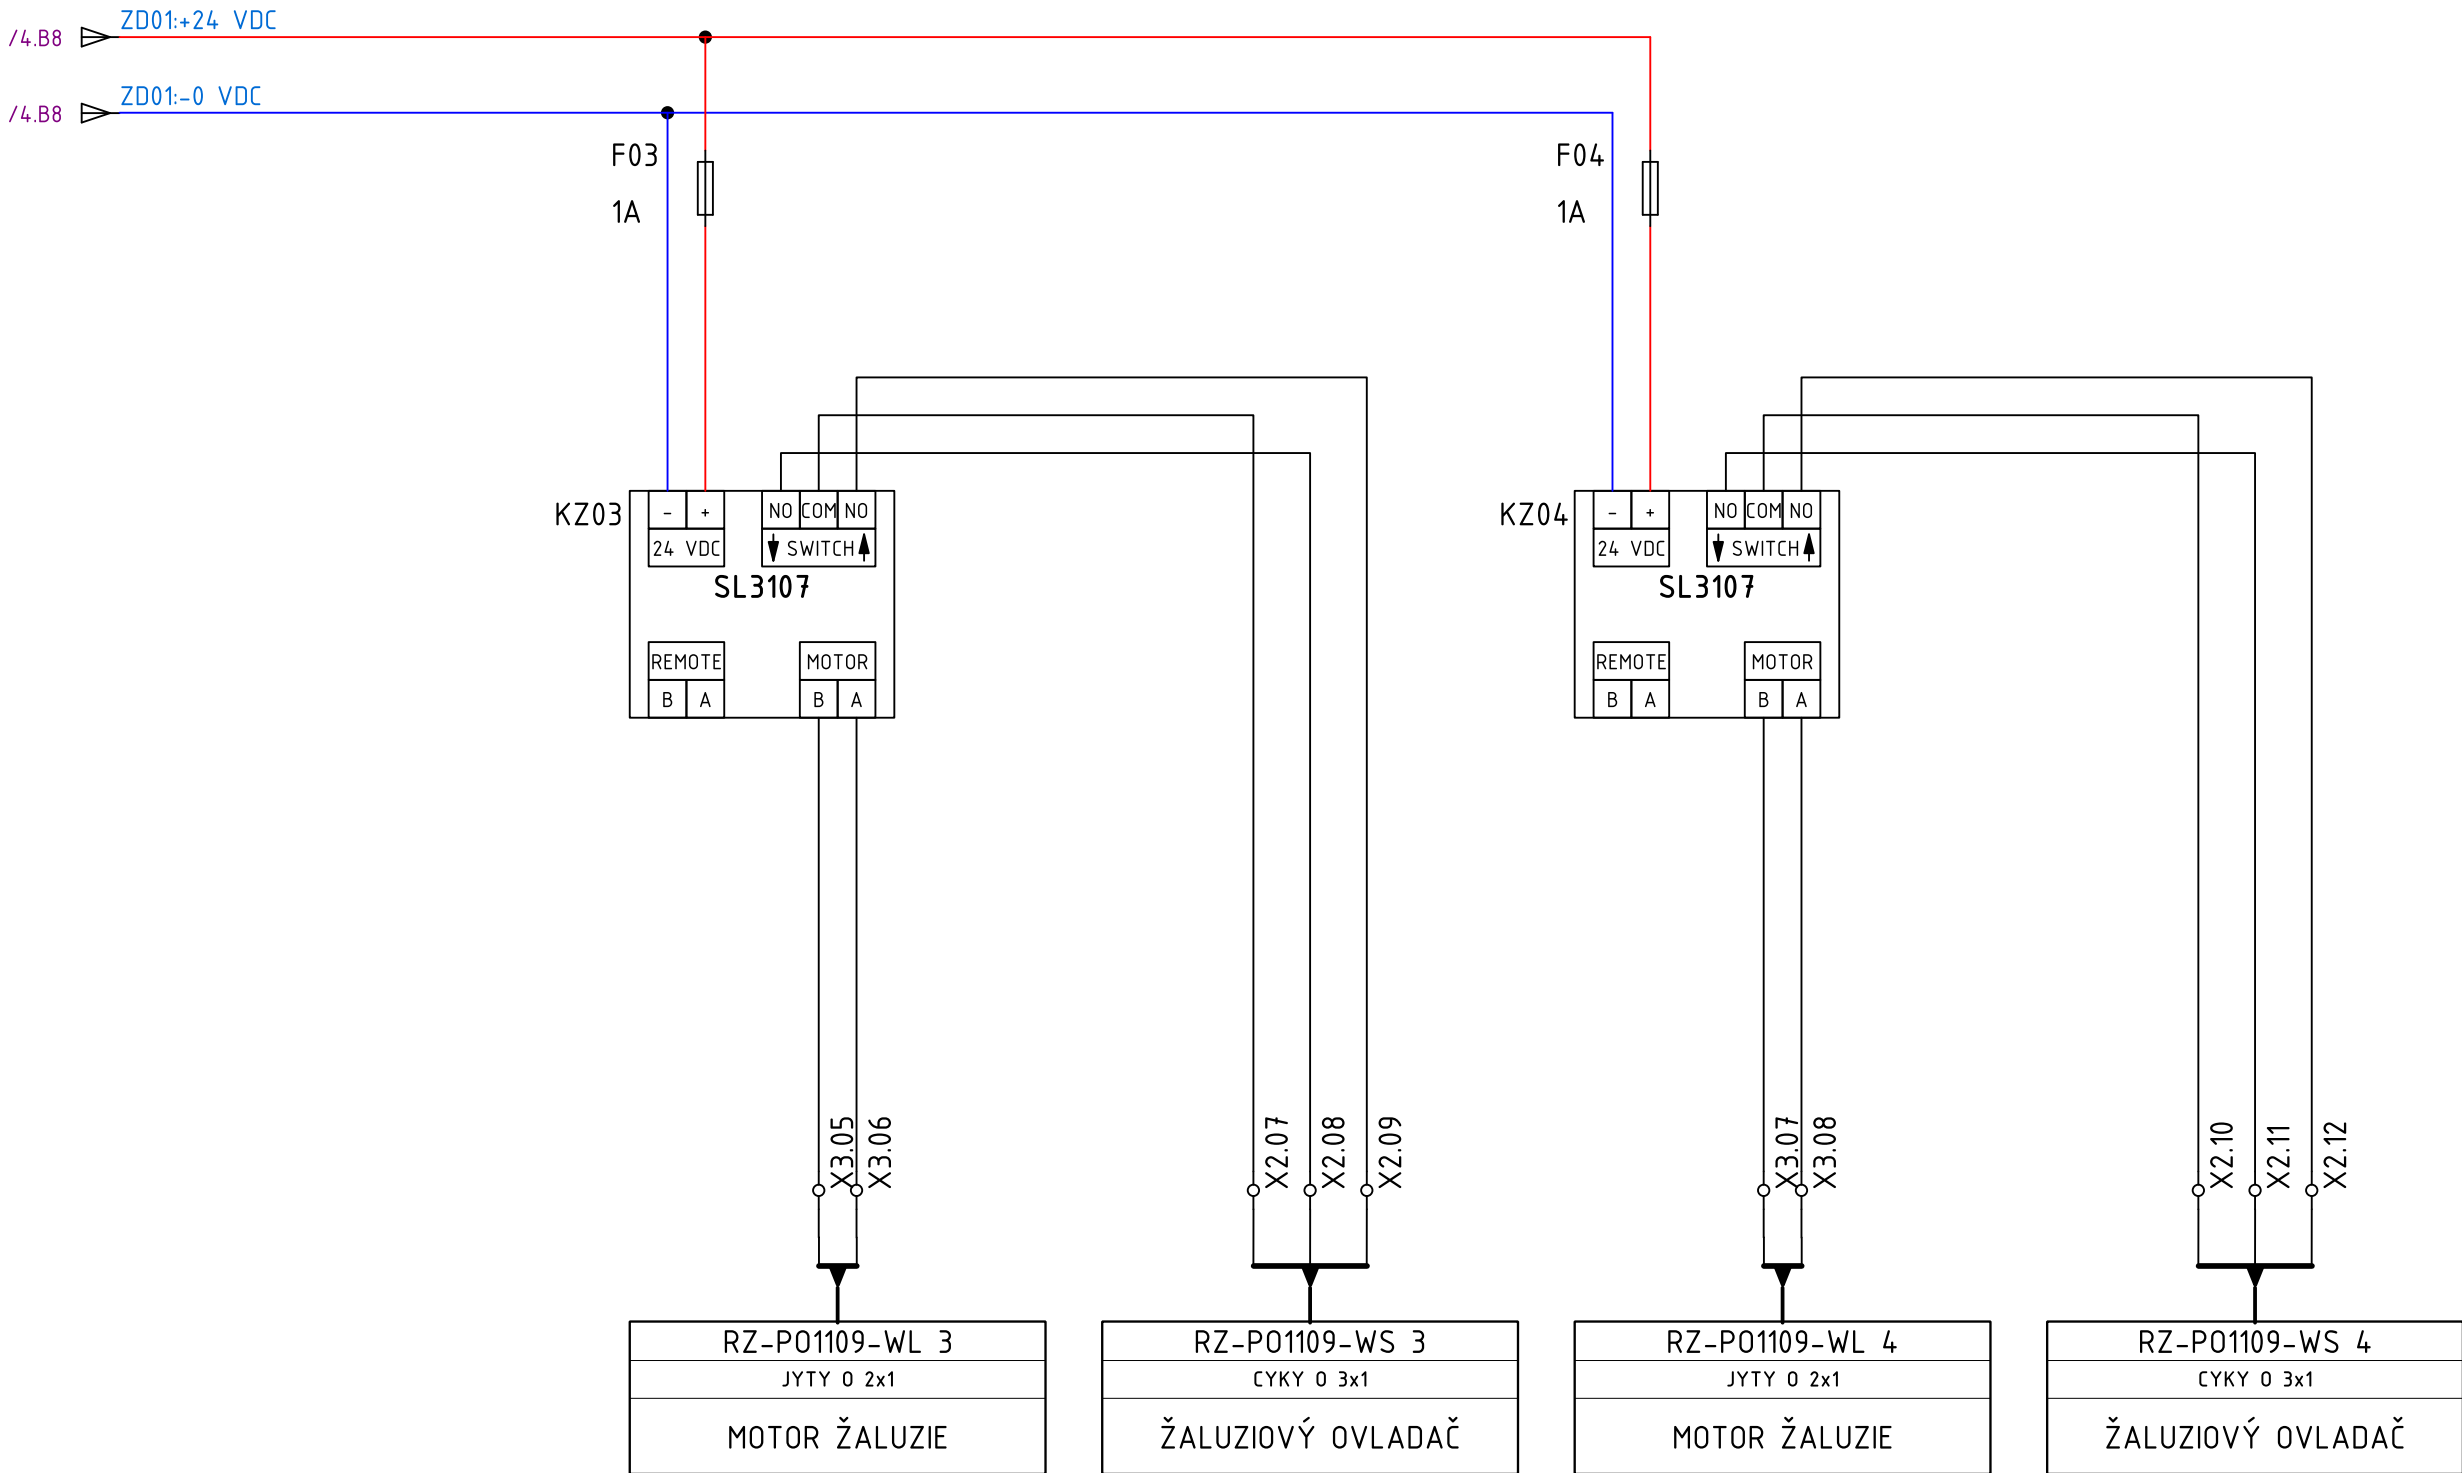 ZD01:+24 VDC
/4.B8
ZD01:-0 VDC
/4.B8
F03
1A
F04
1A
KZ03
- + NO COM NO
24 VDC SWITCH
SL3107
REMOTE MOTOR
B A B A
KZ04
- + NO COM NO
24 VDC SWITCH
SL3107
REMOTE MOTOR
B A B A
X3.05
X3.06
X2.07
X2.08
X2.09
X3.07
X3.08
X2.10
X2.11
X2.12
RZ-PO1109-WL 3
JYTY O 2x1
MOTOR ŽALUZIE
RZ-PO1109-WS 3
CYKY O 3x1
ŽALUZIOVÝ OVLADAČ
RZ-PO1109-WL 4
JYTY O 2x1
MOTOR ŽALUZIE
RZ-PO1109-WS 4
CYKY O 3x1
ŽALUZIOVÝ OVLADAČ